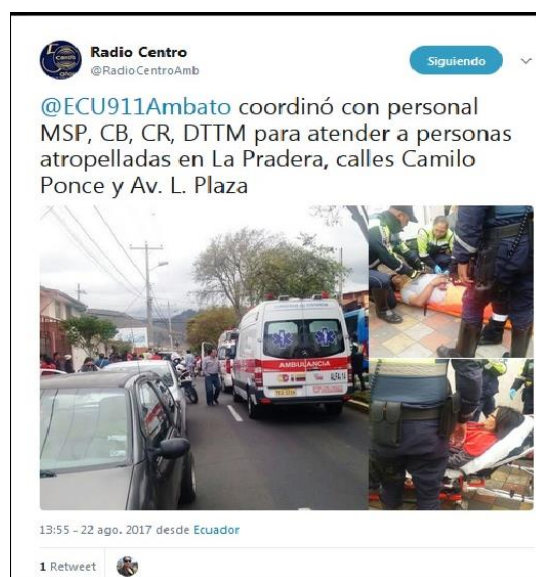 Radio Centro
@RadioCentroAmb
Siguiendo
@ECU911Ambato coordinó con personal
MSP, CB, CR, DTTM para atender a personas
atropelladas en La Pradera, calles Camilo
Ponce y Av. L. Plaza
AMBULANCIA
13:55 - 22 ago. 2017 desde Ecuador
1 Retweet